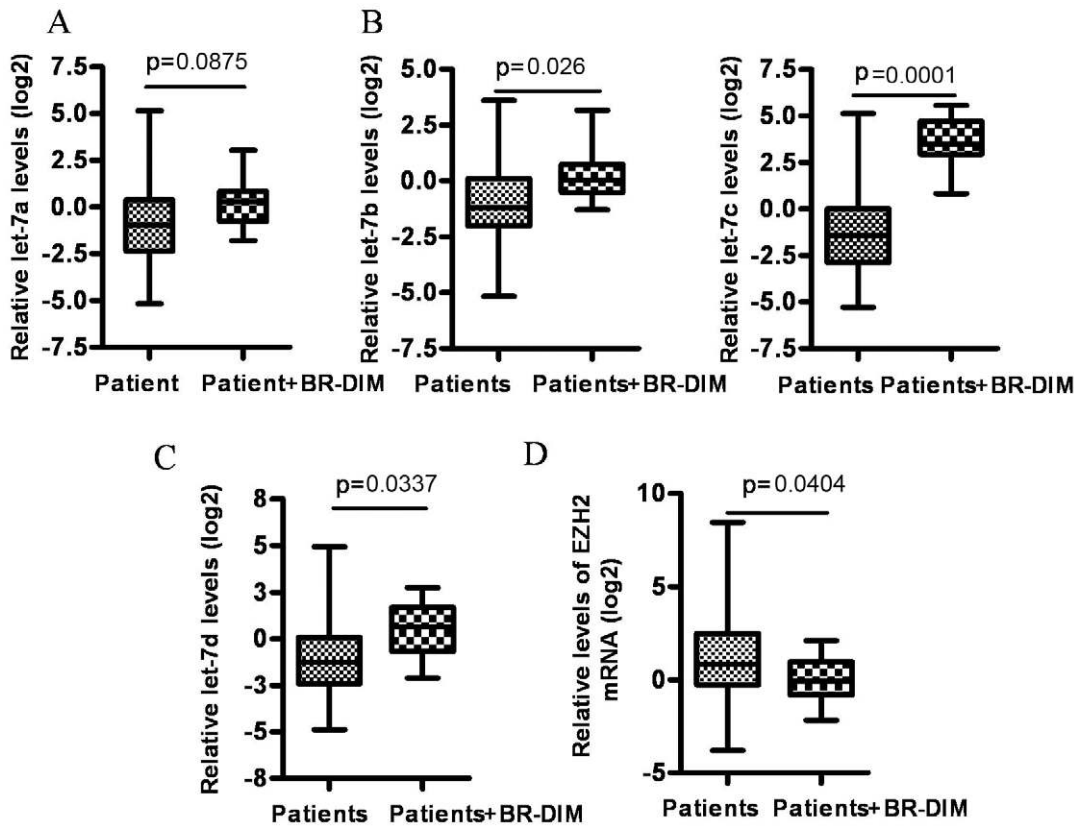 A
p=0.0875
Relative let-7a levels (log2)
7.5
5.0
2.5
0.0
-2.5
-5.0
-7.5
Patient Patient+BR-DIM
B
p=0.026
Relative let-7b levels (log2)
5.0
2.5
0.0
-2.5
-5.0
-7.5
Patients Patients+BR-DIM
p=0.0001
Relative let-7c levels (log2)
7.5
5.0
2.5
0.0
-2.5
-5.0
-7.5
Patients Patients+BR-DIM
C
p=0.0337
Relative let-7d levels (log2)
8
5
3
0
-3
-5
-8
Patients Patients+BR-DIM
D
p=0.0404
Relative levels of EZH2
mRNA (log2)
10
5
0
-5
Patients Patients+BR-DIM